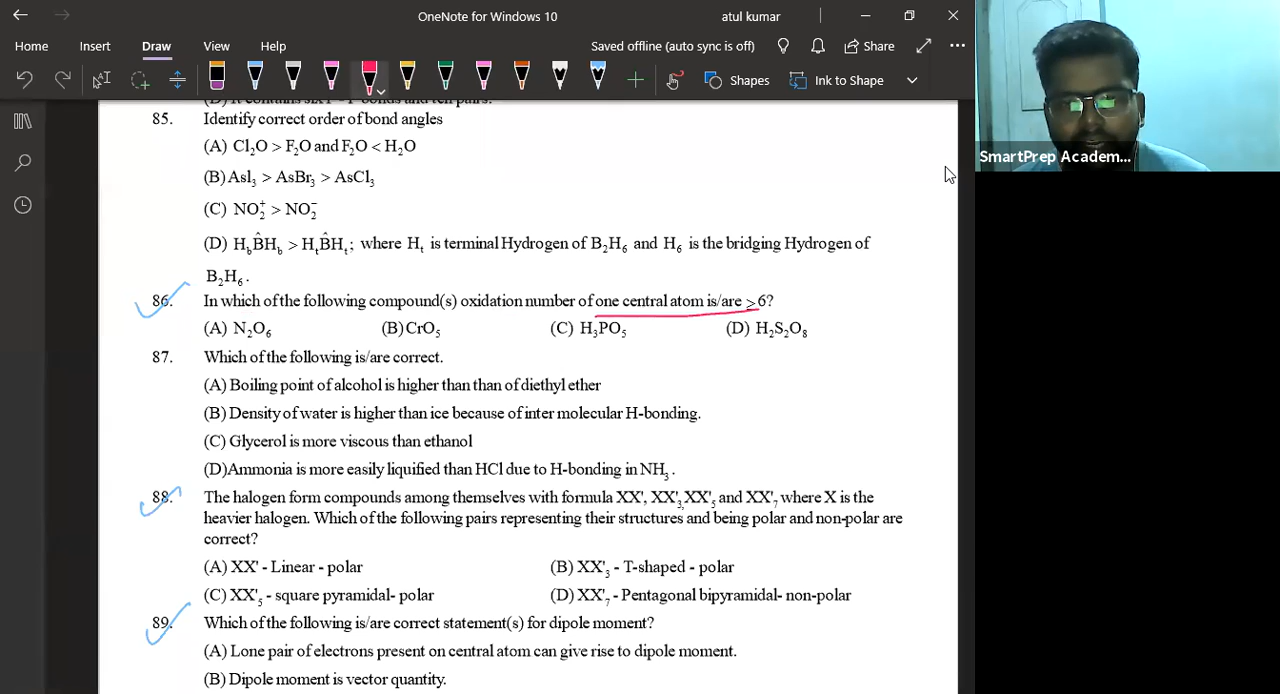 OneNote for Windows 10
atul kumar
Home Insert Draw View Help
Saved offline (auto sync is off)
Share
Shapes
Ink to Shape
SmartPrep Academ...
85. Identify correct order of bond angles
(A) Cl₂O > F₂O and F₂O < H₂O
(B) AsI₃ > AsBr₃ > AsCl₃
(C) NO₂⁺ > NO₂⁻
(D) H_bB̂H_b > H_tB̂H_t; where H_t is terminal Hydrogen of B₂H₆ and H₆ is the bridging Hydrogen of
B₂H₆.
86. In which of the following compound(s) oxidation number of one central atom is/are ≥6?
(A) N₂O₆ (B) CrO₅ (C) H₃PO₅ (D) H₂S₂O₈
87. Which of the following is/are correct.
(A) Boiling point of alcohol is higher than than of diethyl ether
(B) Density of water is higher than ice because of inter molecular H-bonding.
(C) Glycerol is more viscous than ethanol
(D)Ammonia is more easily liquified than HCl due to H-bonding in NH₃.
88. The halogen form compounds among themselves with formula XX', XX'₃,XX'₅ and XX'₇ where X is the
heavier halogen. Which of the following pairs representing their structures and being polar and non-polar are
correct?
(A) XX' - Linear - polar (B) XX'₃ - T-shaped - polar
(C) XX'₅ - square pyramidal- polar (D) XX'₇ - Pentagonal bipyramidal- non-polar
89. Which of the following is/are correct statement(s) for dipole moment?
(A) Lone pair of electrons present on central atom can give rise to dipole moment.
(B) Dipole moment is vector quantity.